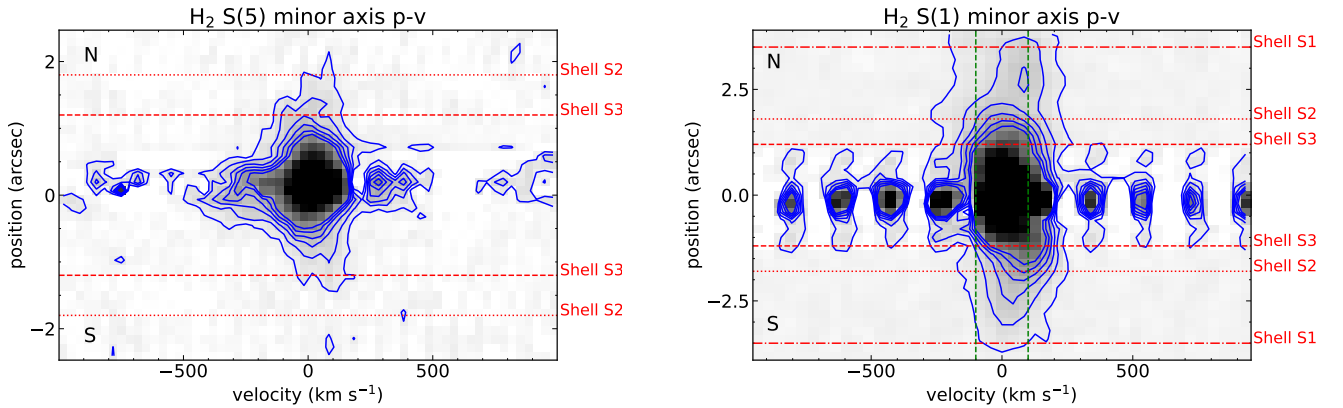 H₂ S(5) minor axis p-v
N
S
2
0
−2
position (arcsec)
−500
0
500
velocity (km s⁻¹)
Shell S2
Shell S3
Shell S3
Shell S2
H₂ S(1) minor axis p-v
N
S
2.5
0.0
−2.5
position (arcsec)
−500
0
500
velocity (km s⁻¹)
Shell S1
Shell S2
Shell S3
Shell S3
Shell S2
Shell S1